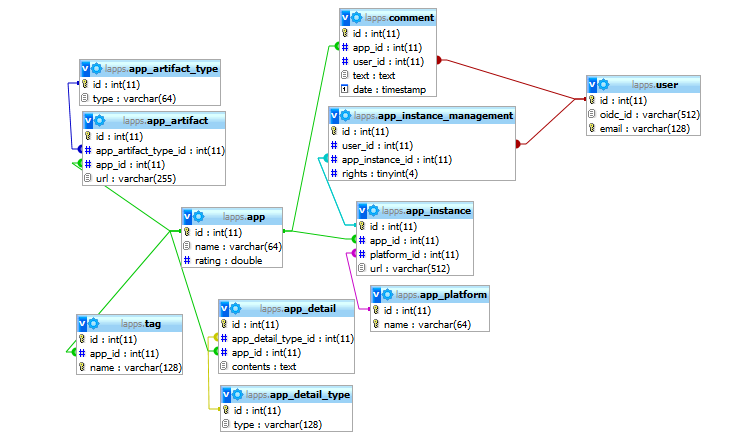 lapps.comment
id : int(11)
app_id : int(11)
user_id : int(11)
text : text
date : timestamp
lapps.app_artifact_type
id : int(11)
type : varchar(64)
lapps.user
id : int(11)
oidc_id : varchar(512)
email : varchar(128)
lapps.app_artifact
id : int(11)
app_artifact_type_id : int(11)
app_id : int(11)
url : varchar(255)
lapps.app_instance_management
id : int(11)
user_id : int(11)
app_instance_id : int(11)
rights : tinyint(4)
lapps.app
id : int(11)
name : varchar(64)
rating : double
lapps.app_instance
id : int(11)
app_id : int(11)
platform_id : int(11)
url : varchar(512)
lapps.app_platform
id : int(11)
name : varchar(64)
lapps.app_detail
id : int(11)
app_detail_type_id : int(11)
app_id : int(11)
contents : text
lapps.tag
id : int(11)
app_id : int(11)
name : varchar(128)
lapps.app_detail_type
id : int(11)
type : varchar(128)